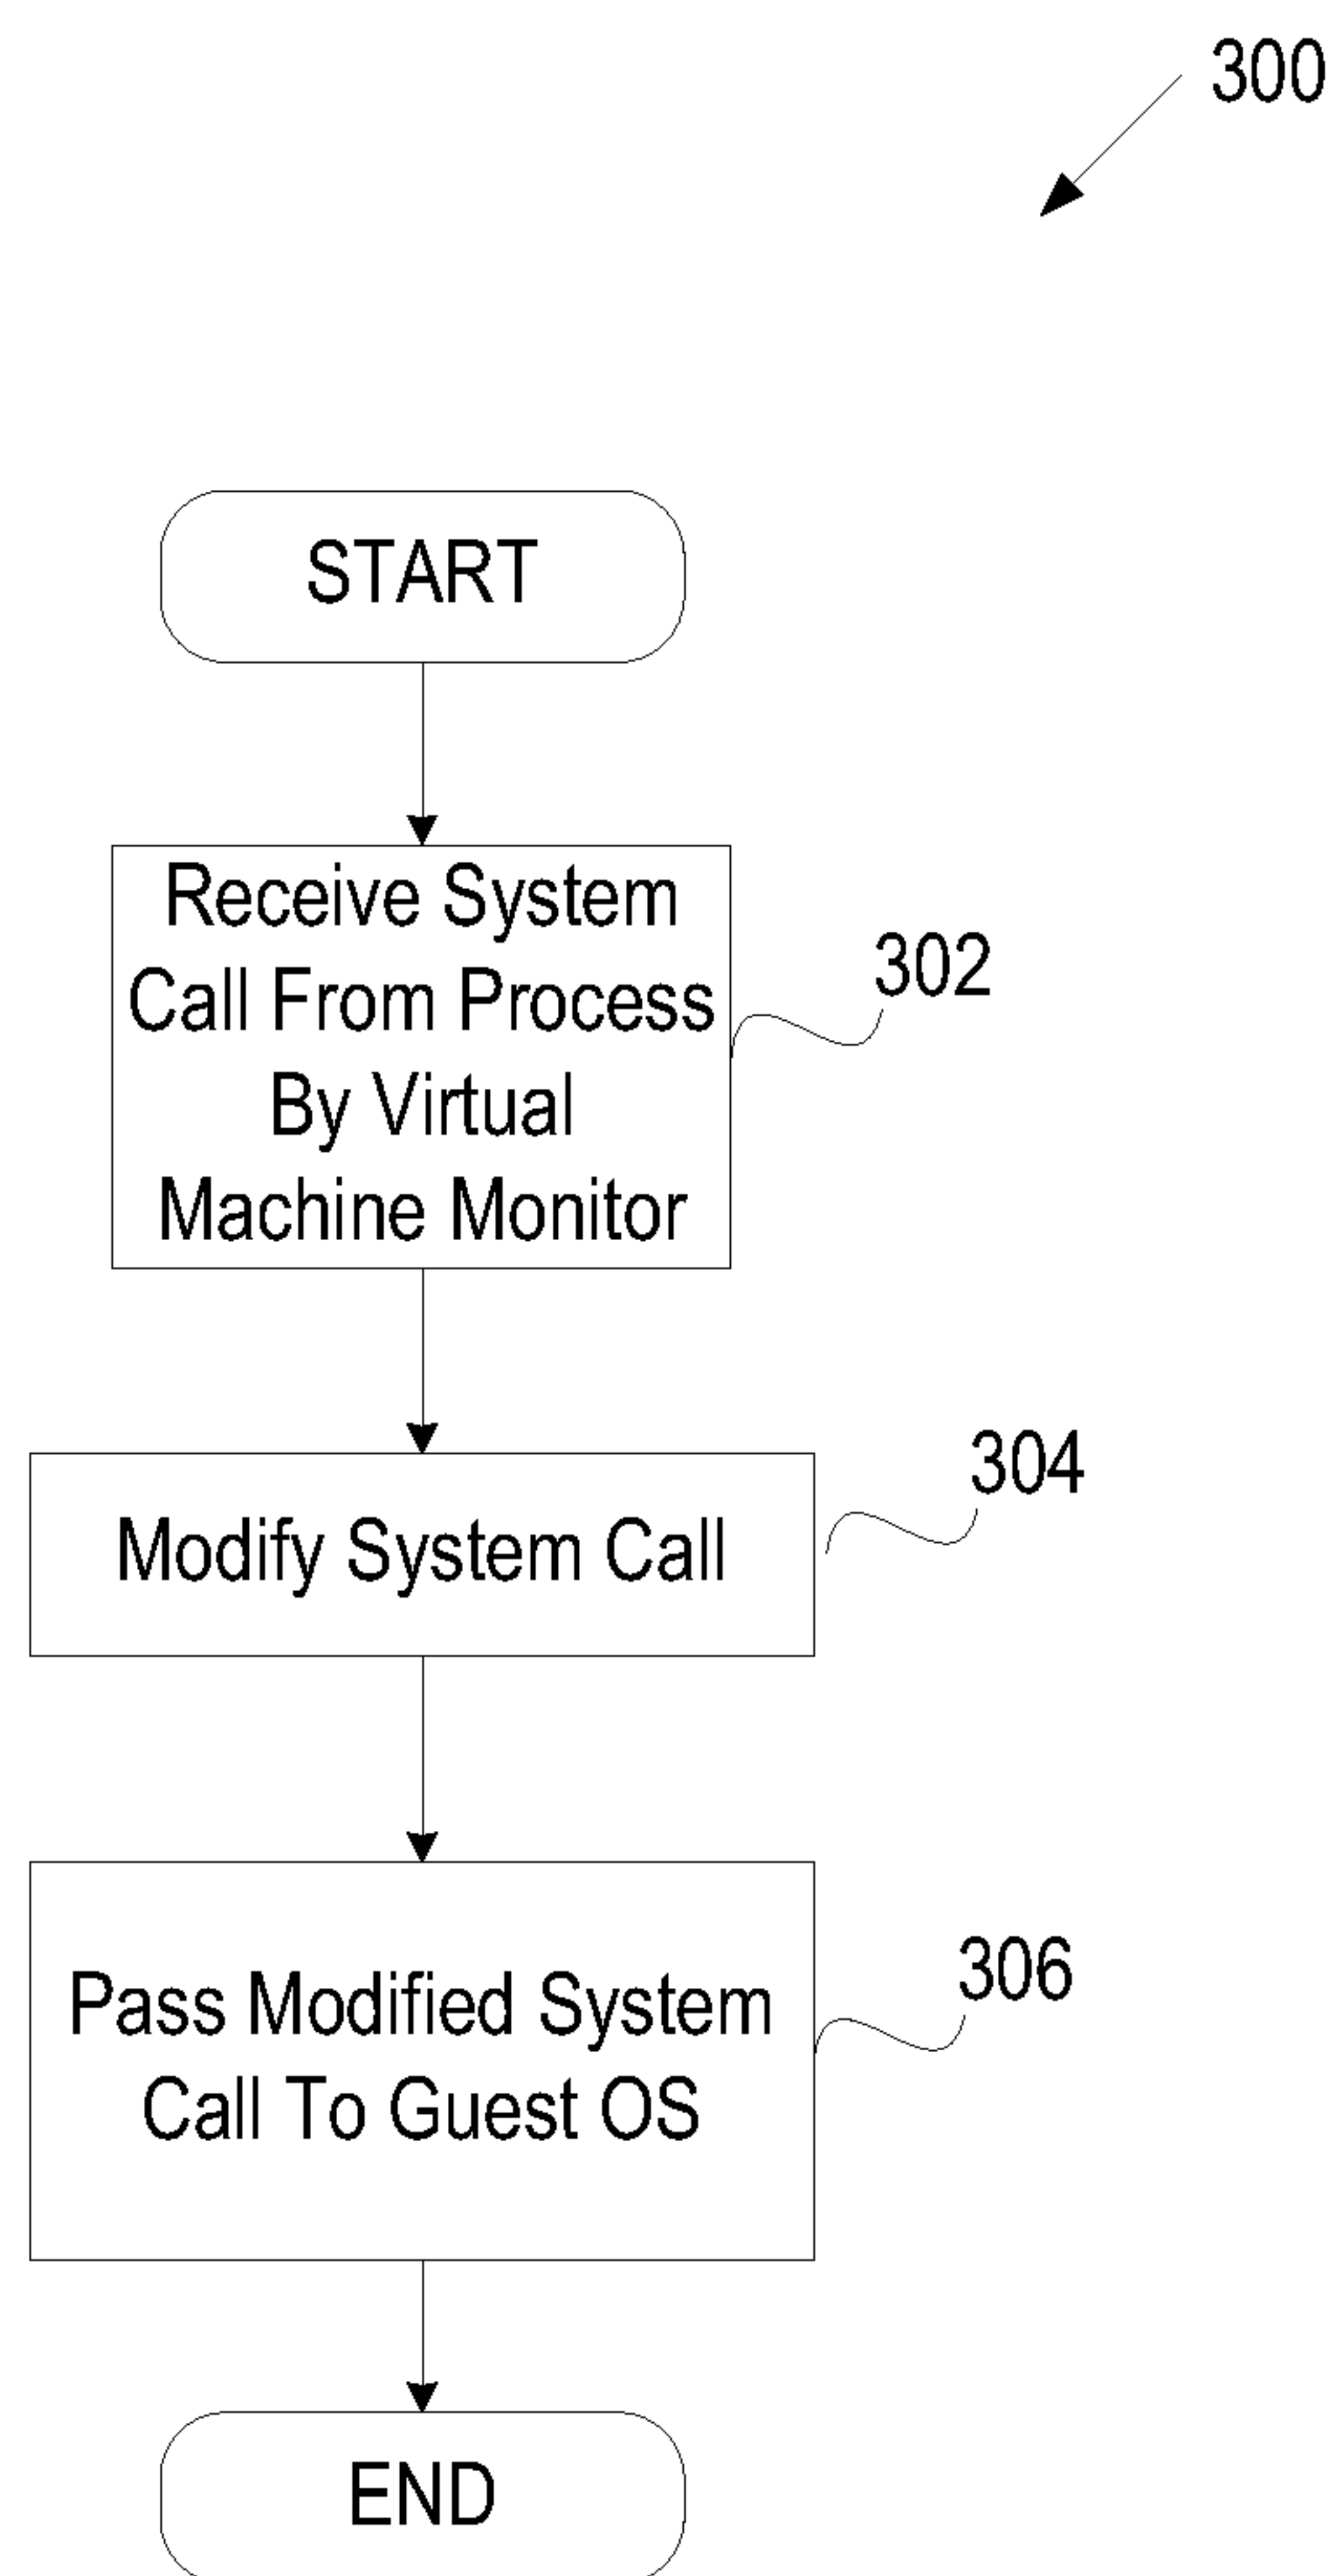 300
START
Receive System
Call From Process
By Virtual
Machine Monitor
302
Modify System Call
304
Pass Modified System
Call To Guest OS
306
END